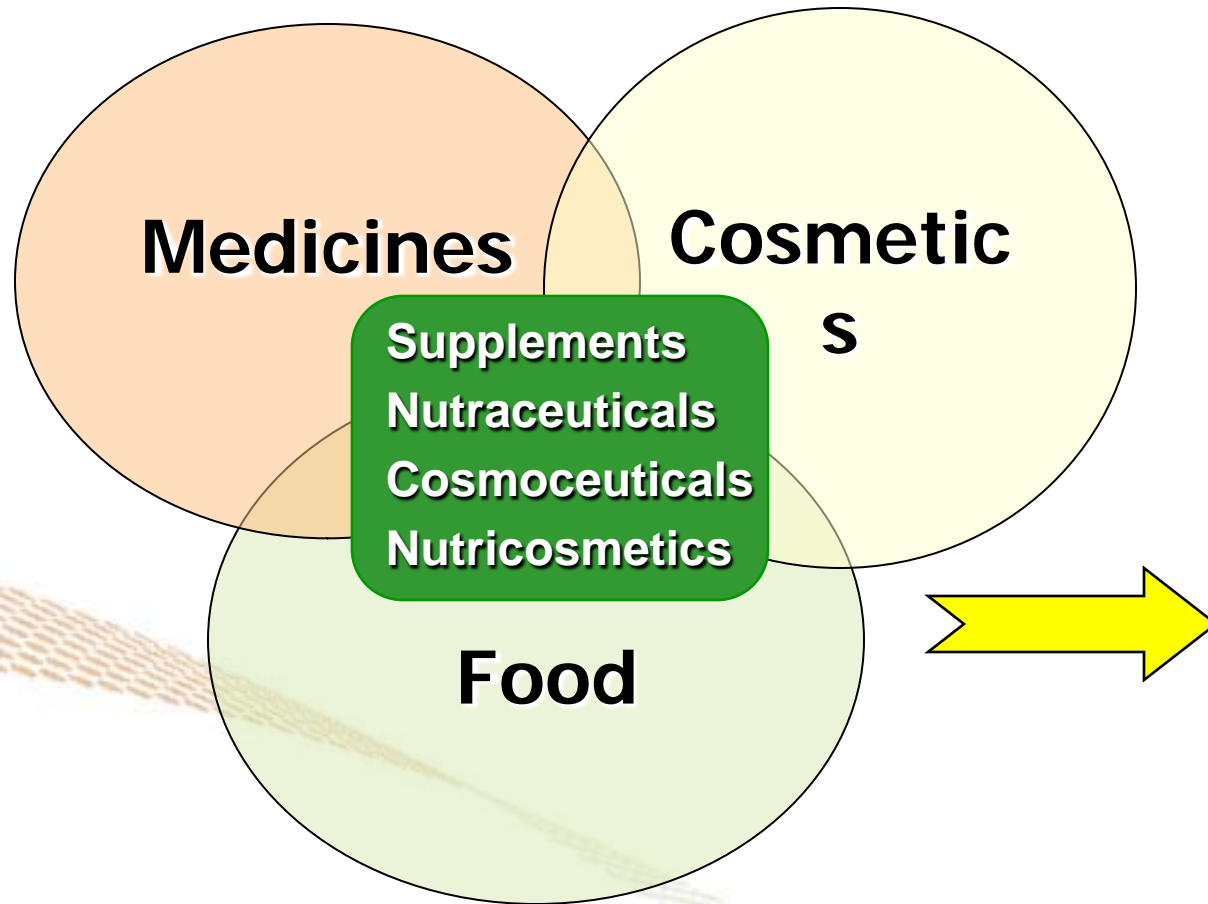 Medicines
Cosmetic
s
Supplements
Nutraceuticals
Cosmoceuticals
Nutricosmetics
Food